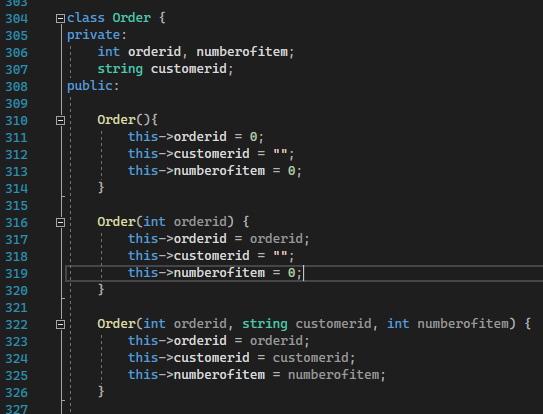 303
304 class Order {
305 private:
306 int orderid, numberofitem;
307 string customerid;
308 public:
309
310 Order(){
311 this->orderid = 0;
312 this->customerid = "";
313 this->numberofitem = 0;
314 }
315
316 Order(int orderid) {
317 this->orderid = orderid;
318 this->customerid = "";
319 this->numberofitem = 0;
320 }
321
322 Order(int orderid, string customerid, int numberofitem) {
323 this->orderid = orderid;
324 this->customerid = customerid;
325 this->numberofitem = numberofitem;
326 }
327